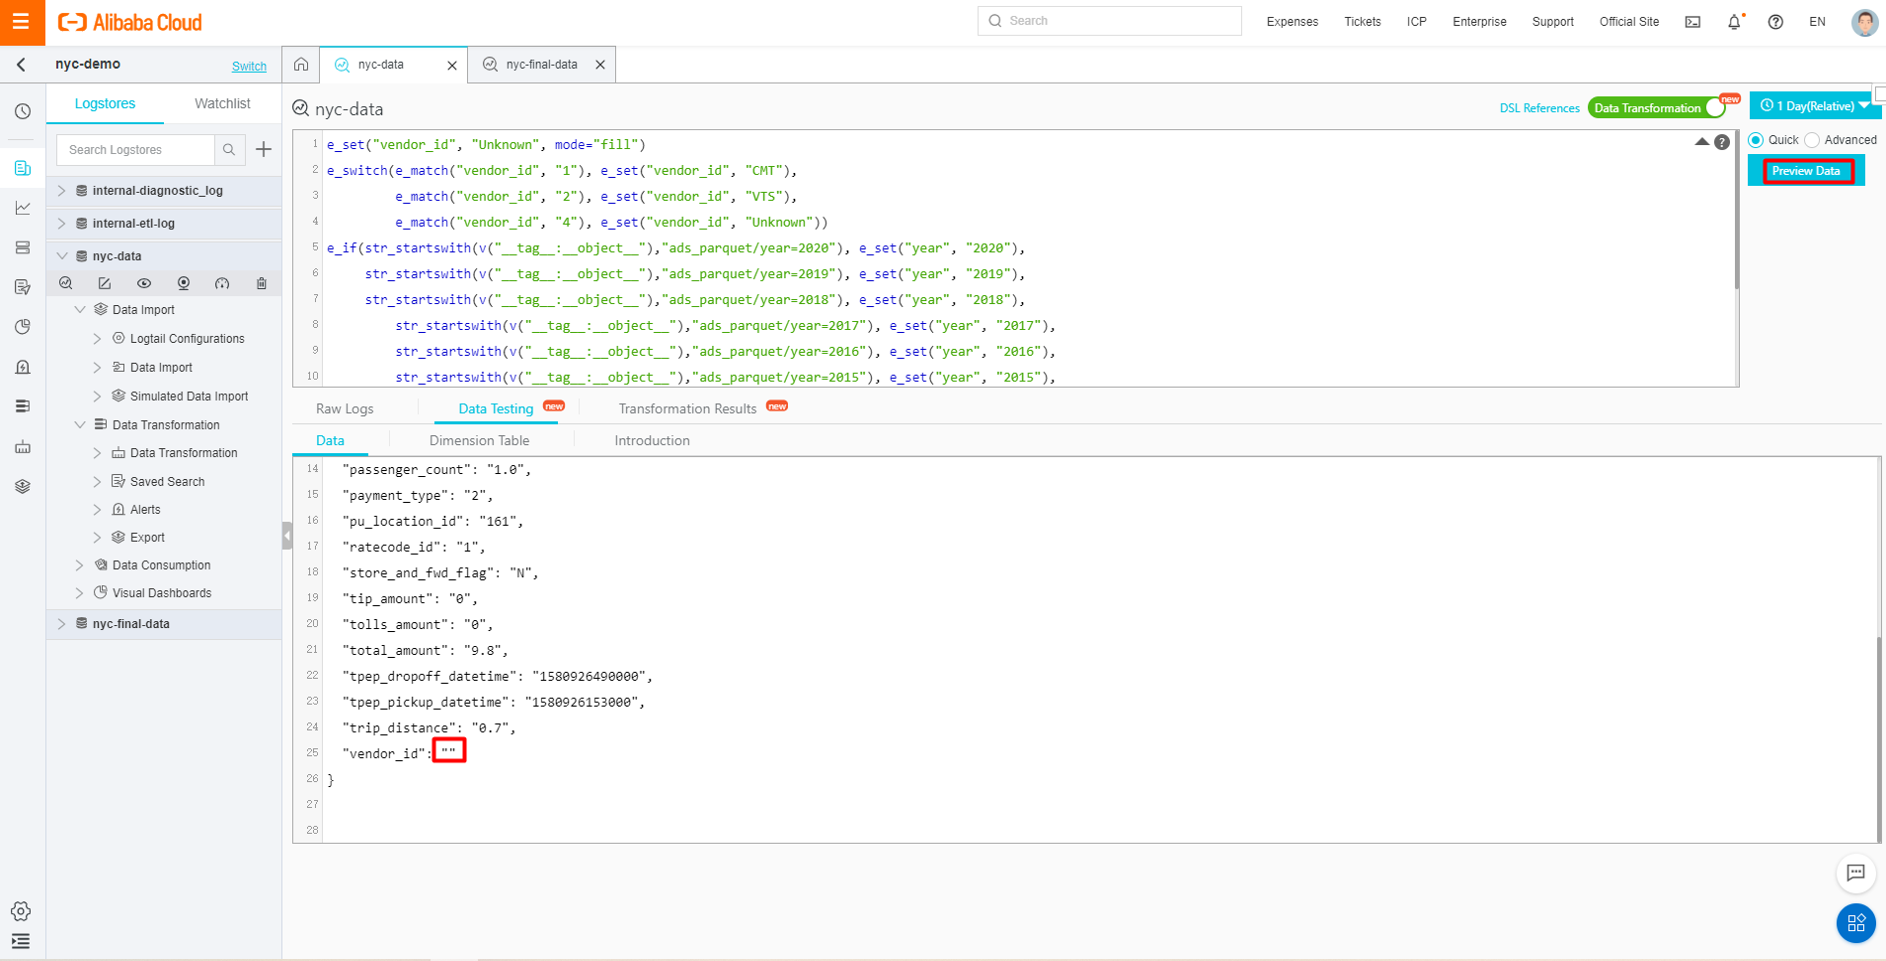 Alibaba Cloud
Search
Expenses Tickets ICP Enterprise Support Official Site EN
nyc-demo Switch
nyc-data
nyc-final-data
Logstores Watchlist
Search Logstores
internal-diagnostic_log
internal-etl-log
nyc-data
Data Import
Logtail Configurations
Data Import
Simulated Data Import
Data Transformation
Data Transformation
Saved Search
Alerts
Export
Data Consumption
Visual Dashboards
nyc-final-data
nyc-data
DSL References Data Transformation new 1 Day(Relative)
Quick Advanced
Preview Data
1 e_set("vendor_id", "Unknown", mode="fill")
2 e_switch(e_match("vendor_id", "1"), e_set("vendor_id", "CMT"),
3 e_match("vendor_id", "2"), e_set("vendor_id", "VTS"),
4 e_match("vendor_id", "4"), e_set("vendor_id", "Unknown"))
5 e_if(str_startswith(v("__tag__:__object__"),"ads_parquet/year=2020"), e_set("year", "2020"),
6 str_startswith(v("__tag__:__object__"),"ads_parquet/year=2019"), e_set("year", "2019"),
7 str_startswith(v("__tag__:__object__"),"ads_parquet/year=2018"), e_set("year", "2018"),
8 str_startswith(v("__tag__:__object__"),"ads_parquet/year=2017"), e_set("year", "2017"),
9 str_startswith(v("__tag__:__object__"),"ads_parquet/year=2016"), e_set("year", "2016"),
10 str_startswith(v("__tag__:__object__"),"ads_parquet/year=2015"), e_set("year", "2015"),
Raw Logs Data Testing new Transformation Results new
Data Dimension Table Introduction
14 "passenger_count": "1.0",
15 "payment_type": "2",
16 "pu_location_id": "161",
17 "ratecode_id": "1",
18 "store_and_fwd_flag": "N",
19 "tip_amount": "0",
20 "tolls_amount": "0",
21 "total_amount": "9.8",
22 "tpep_dropoff_datetime": "1580926490000",
23 "tpep_pickup_datetime": "1580926153000",
24 "trip_distance": "0.7",
25 "vendor_id": ""
26 }
27
28